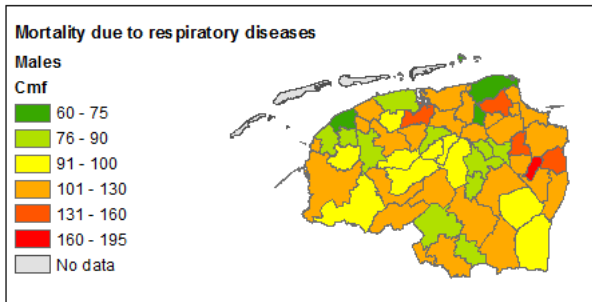 Mortality due to respiratory diseases
Males
Cmf
60 - 75
76 - 90
91 - 100
101 - 130
131 - 160
160 - 195
No data